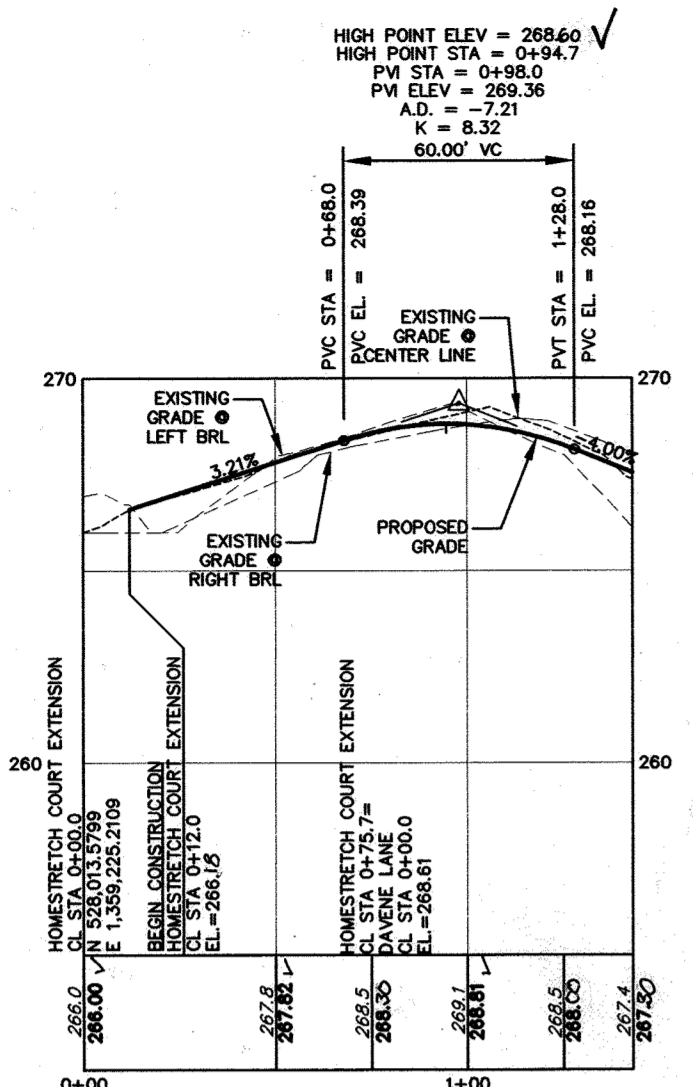 HIGH POINT ELEV = 268.60 ✓
HIGH POINT STA = 0+94.7
PVI STA = 0+98.0
PVI ELEV = 269.36
A.D. = -7.21
K = 8.32
60.00' VC
PVC STA = 0+68.0
PVC EL. = 268.39
PVT STA = 1+28.0
PVC EL. = 268.16
EXISTING
GRADE @
CENTER LINE
270
270
EXISTING
GRADE @
LEFT BRL
3.21%
-4.00%
EXISTING
GRADE @
RIGHT BRL
PROPOSED
GRADE
260
260
HOMESTRETCH COURT EXTENSION
CL STA 0+00.0
N 528,013.5799
E 1,359,225.2109
BEGIN CONSTRUCTION
HOMESTRETCH COURT EXTENSION
CL STA 0+12.0
EL.=266.18
HOMESTRETCH COURT EXTENSION
CL STA 0+75.7=
DAVENE LANE
CL STA 0+00.0
EL.=268.61
266.0
266.00 ✓
267.8
267.82 ✓
268.5
268.30
269.1
268.81 ✓
268.5
268.00
267.4
267.30
0+00
1+00